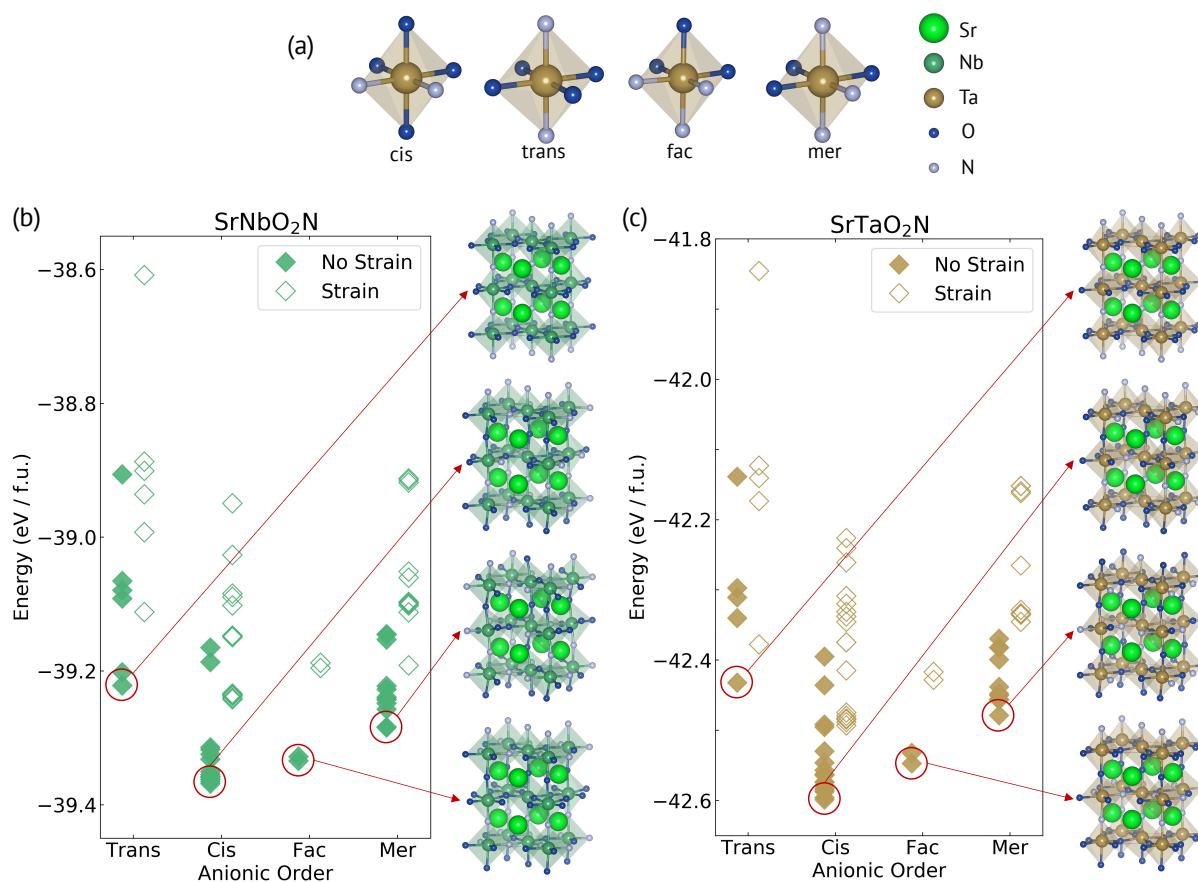 (a)
cis
trans
fac
mer
Sr
Nb
Ta
O
N
(b)
SrNbO₂N
No Strain
Strain
Energy (eV / f.u.)
−38.6
−38.8
−39.0
−39.2
−39.4
Trans
Cis
Fac
Mer
Anionic Order
(c)
SrTaO₂N
No Strain
Strain
Energy (eV / f.u.)
−41.8
−42.0
−42.2
−42.4
−42.6
Trans
Cis
Fac
Mer
Anionic Order